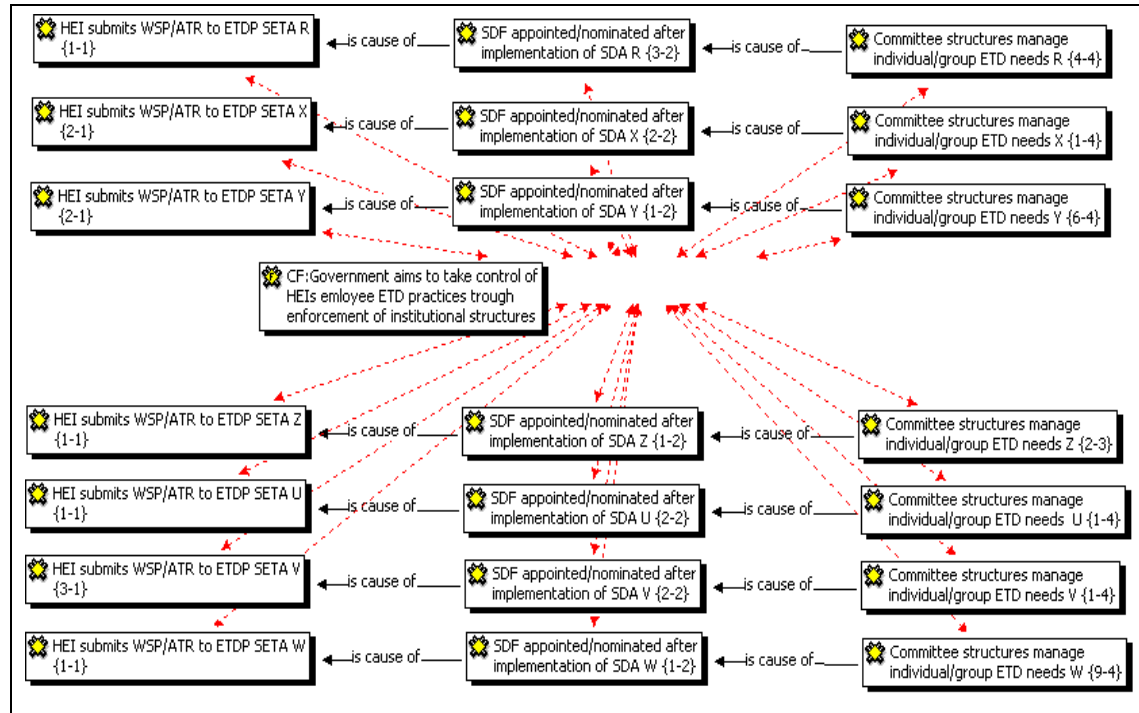 HEI submits WSP/ATR to ETDP SETA R
{1-1}
is cause of
SDF appointed/nominated after
implementation of SDA R {3-2}
is cause of
Committee structures manage
individual/group ETD needs R {4-4}
HEI submits WSP/ATR to ETDP SETA X
{2-1}
is cause of
SDF appointed/nominated after
implementation of SDA X {2-2}
is cause of
Committee structures manage
individual/group ETD needs X {1-4}
HEI submits WSP/ATR to ETDP SETA Y
{2-1}
is cause of
SDF appointed/nominated after
implementation of SDA Y {1-2}
is cause of
Committee structures manage
individual/group ETD needs Y {6-4}
CF:Government aims to take control of
HEIs emloyee ETD practices trough
enforcement of institutional structures
HEI submits WSP/ATR to ETDP SETA Z
{1-1}
is cause of
SDF appointed/nominated after
implementation of SDA Z {1-2}
is cause of
Committee structures manage
individual/group ETD needs Z {2-3}
HEI submits WSP/ATR to ETDP SETA U
{1-1}
is cause of
SDF appointed/nominated after
implementation of SDA U {2-2}
is cause of
Committee structures manage
individual/group ETD needs U {1-4}
HEI submits WSP/ATR to ETDP SETA V
{3-1}
is cause of
SDF appointed/nominated after
implementation of SDA V {2-2}
is cause of
Committee structures manage
individual/group ETD needs V {1-4}
HEI submits WSP/ATR to ETDP SETA W
{1-1}
is cause of
SDF appointed/nominated after
implementation of SDA W {1-2}
is cause of
Committee structures manage
individual/group ETD needs W {9-4}